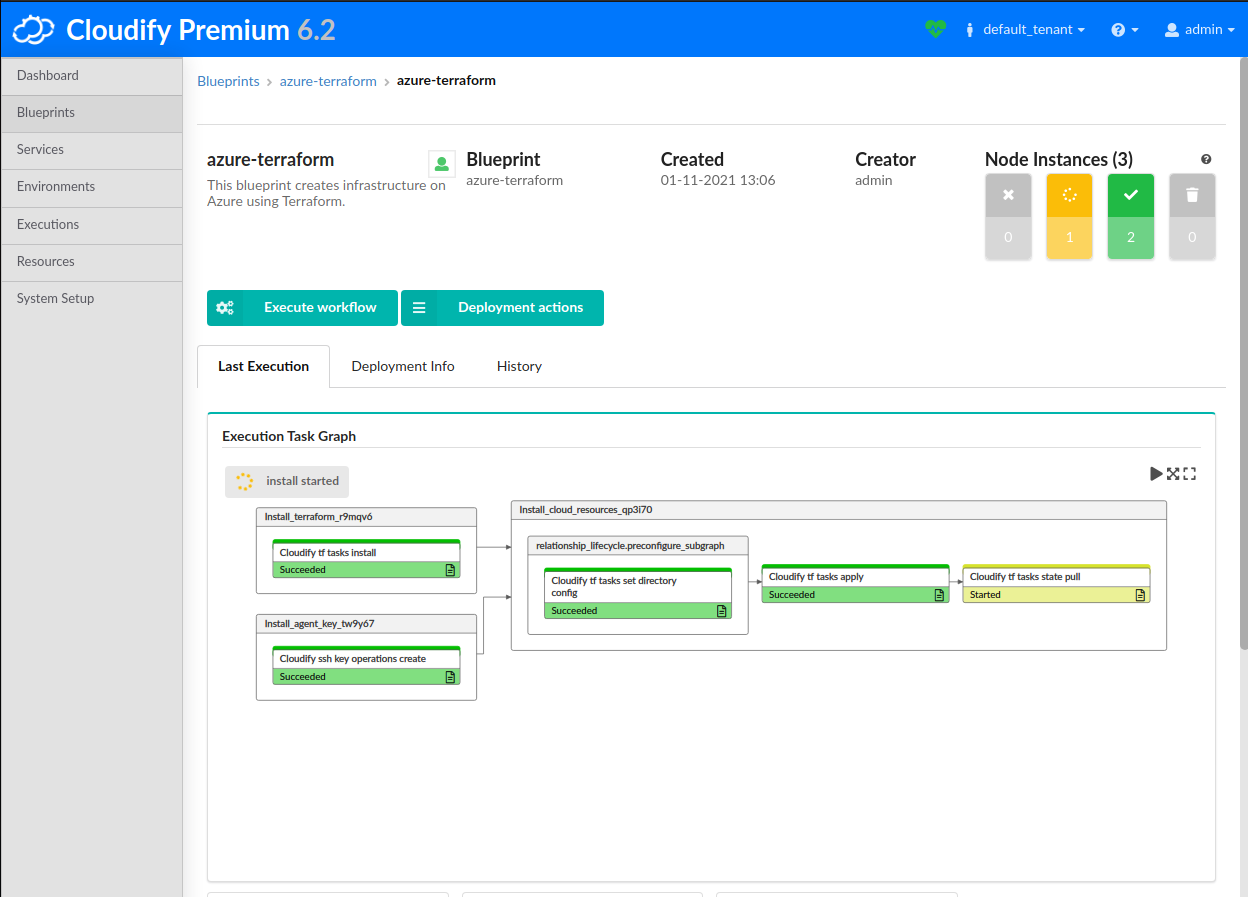 Cloudify Premium 6.2
default_tenant
admin
Dashboard
Blueprints
Services
Environments
Executions
Resources
System Setup
Blueprints › azure-terraform › azure-terraform
azure-terraform
This blueprint creates infrastructure on
Azure using Terraform.
Blueprint
azure-terraform
Created
01-11-2021 13:06
Creator
admin
Node Instances (3)
0
1
2
0
Execute workflow
Deployment actions
Last Execution
Deployment Info
History
Execution Task Graph
install started
Install_terraform_r9mqv6
Cloudify tf tasks install
Succeeded
Install_agent_key_tw9y67
Cloudify ssh key operations create
Succeeded
Install_cloud_resources_qp3i70
relationship_lifecycle.preconfigure_subgraph
Cloudify tf tasks set directory
config
Succeeded
Cloudify tf tasks apply
Succeeded
Cloudify tf tasks state pull
Started